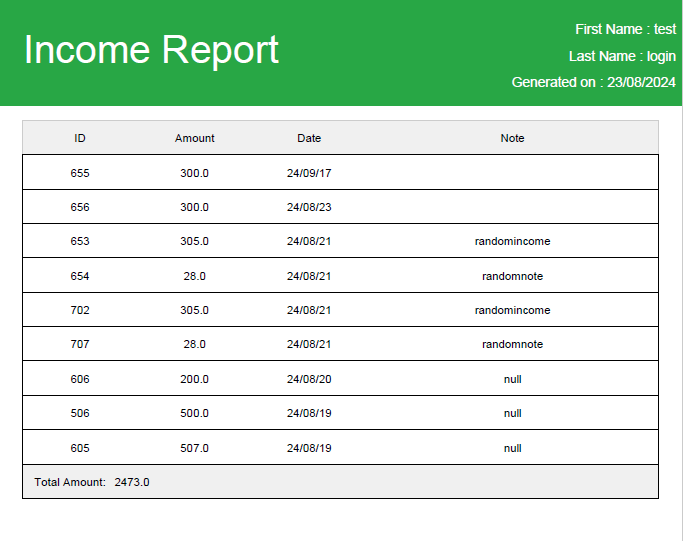 Income Report
First Name : test
Last Name : login
Generated on : 23/08/2024
ID Amount Date Note
655 300.0 24/09/17
656 300.0 24/08/23
653 305.0 24/08/21 randomincome
654 28.0 24/08/21 randomnote
702 305.0 24/08/21 randomincome
707 28.0 24/08/21 randomnote
606 200.0 24/08/20 null
506 500.0 24/08/19 null
605 507.0 24/08/19 null
Total Amount: 2473.0